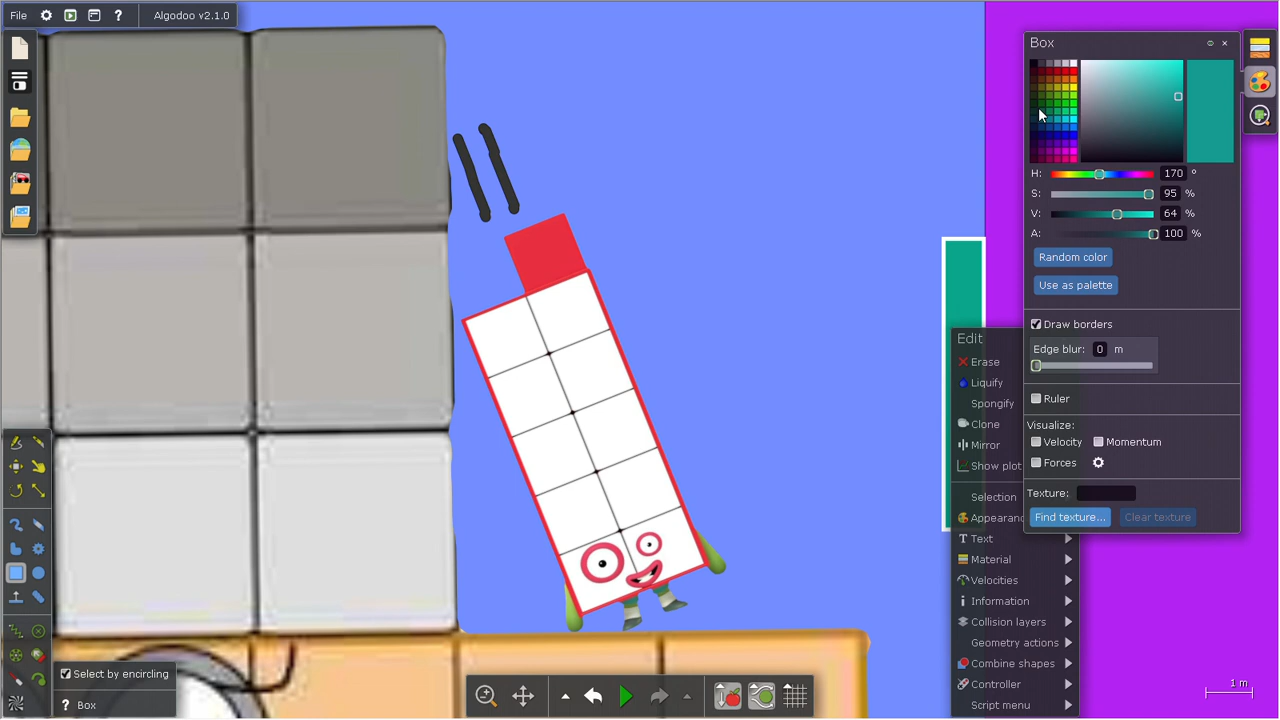 File
?
Algodoo v2.1.0
Box
H: 170 °
S: 95 %
V: 64 %
A: 100 %
Random color
Use as palette
Draw borders
Edge blur: 0 m
Ruler
Visualize:
Velocity Momentum
Forces
Texture:
Find texture... Clear texture
Edit
Erase
Liquify
Spongify
Clone
Mirror
Show plot
Selection
Appearanc
Text
Material
Velocities
Information
Collision layers
Geometry actions
Combine shapes
Controller
Script menu
Select by encircling
? Box
1 m